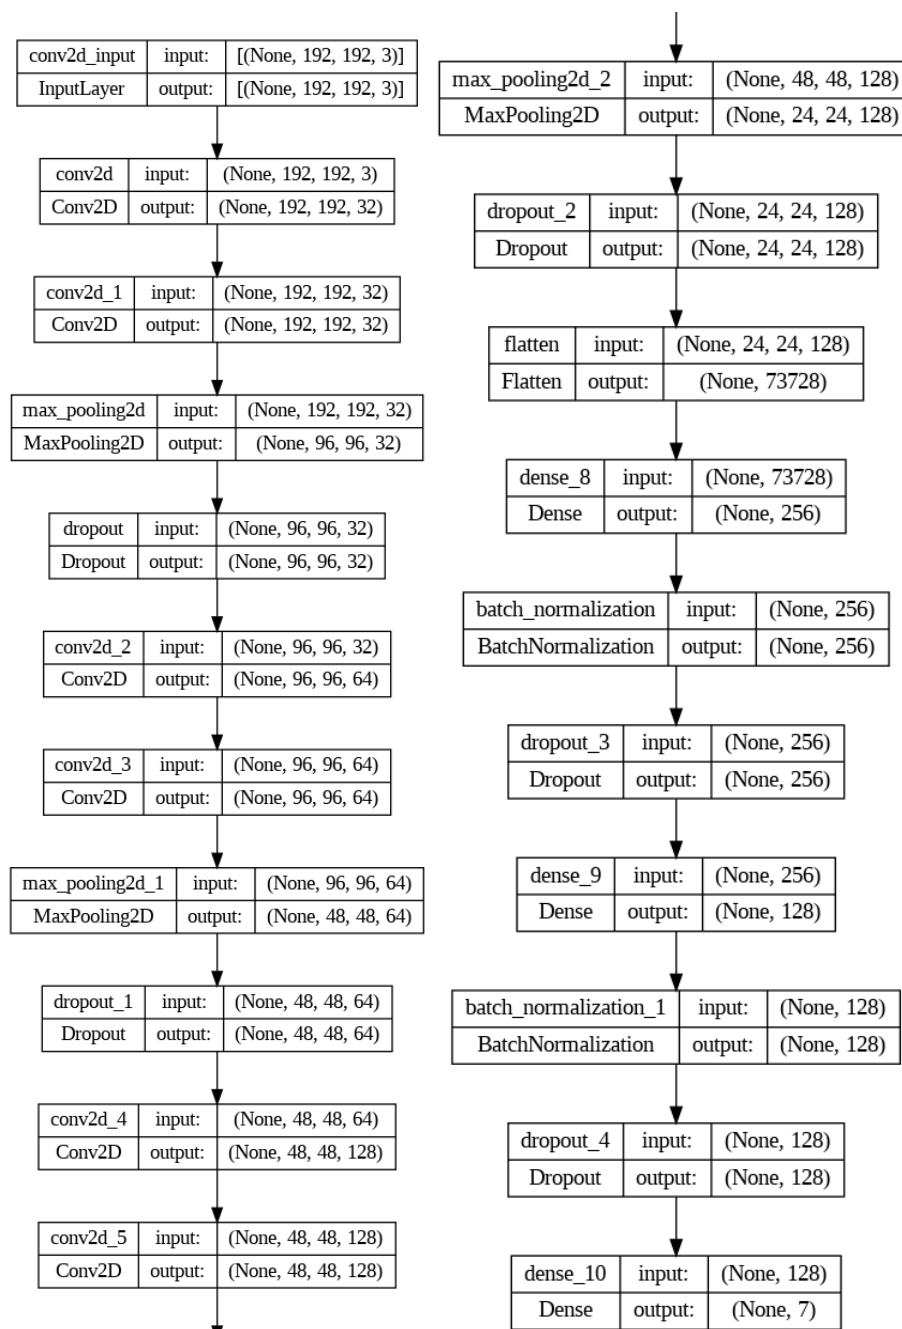 conv2d_input input: [(None, 192, 192, 3)]
InputLayer output: [(None, 192, 192, 3)]
conv2d input: (None, 192, 192, 3)
Conv2D output: (None, 192, 192, 32)
conv2d_1 input: (None, 192, 192, 32)
Conv2D output: (None, 192, 192, 32)
max_pooling2d input: (None, 192, 192, 32)
MaxPooling2D output: (None, 96, 96, 32)
dropout input: (None, 96, 96, 32)
Dropout output: (None, 96, 96, 32)
conv2d_2 input: (None, 96, 96, 32)
Conv2D output: (None, 96, 96, 64)
conv2d_3 input: (None, 96, 96, 64)
Conv2D output: (None, 96, 96, 64)
max_pooling2d_1 input: (None, 96, 96, 64)
MaxPooling2D output: (None, 48, 48, 64)
dropout_1 input: (None, 48, 48, 64)
Dropout output: (None, 48, 48, 64)
conv2d_4 input: (None, 48, 48, 64)
Conv2D output: (None, 48, 48, 128)
conv2d_5 input: (None, 48, 48, 128)
Conv2D output: (None, 48, 48, 128)
max_pooling2d_2 input: (None, 48, 48, 128)
MaxPooling2D output: (None, 24, 24, 128)
dropout_2 input: (None, 24, 24, 128)
Dropout output: (None, 24, 24, 128)
flatten input: (None, 24, 24, 128)
Flatten output: (None, 73728)
dense_8 input: (None, 73728)
Dense output: (None, 256)
batch_normalization input: (None, 256)
BatchNormalization output: (None, 256)
dropout_3 input: (None, 256)
Dropout output: (None, 256)
dense_9 input: (None, 256)
Dense output: (None, 128)
batch_normalization_1 input: (None, 128)
BatchNormalization output: (None, 128)
dropout_4 input: (None, 128)
Dropout output: (None, 128)
dense_10 input: (None, 128)
Dense output: (None, 7)